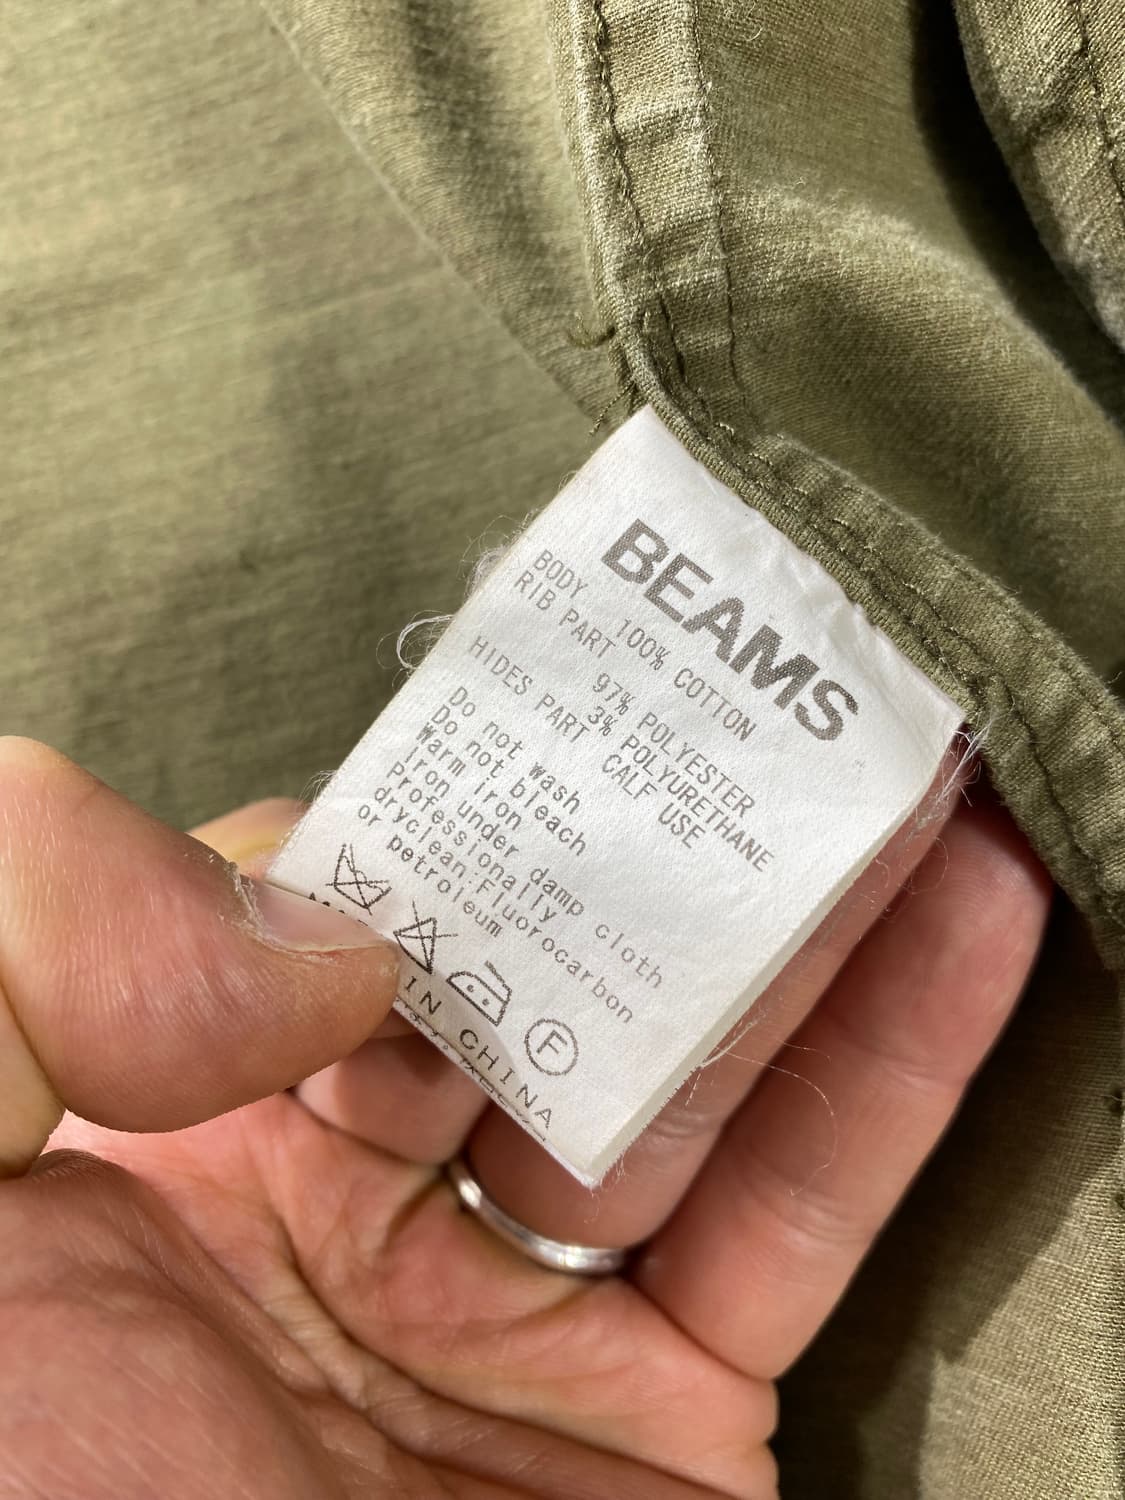 BEAMS
BODY 100% COTTON
RIB PART 97% POLYESTER
3% POLYURETHANE
HIDES PART CALF USE
Do not wash
Do not bleach
Warm iron
Iron under damp cloth
Professionally
dryclean:Fluorocarbon
or petroleum
F
IN CHINA